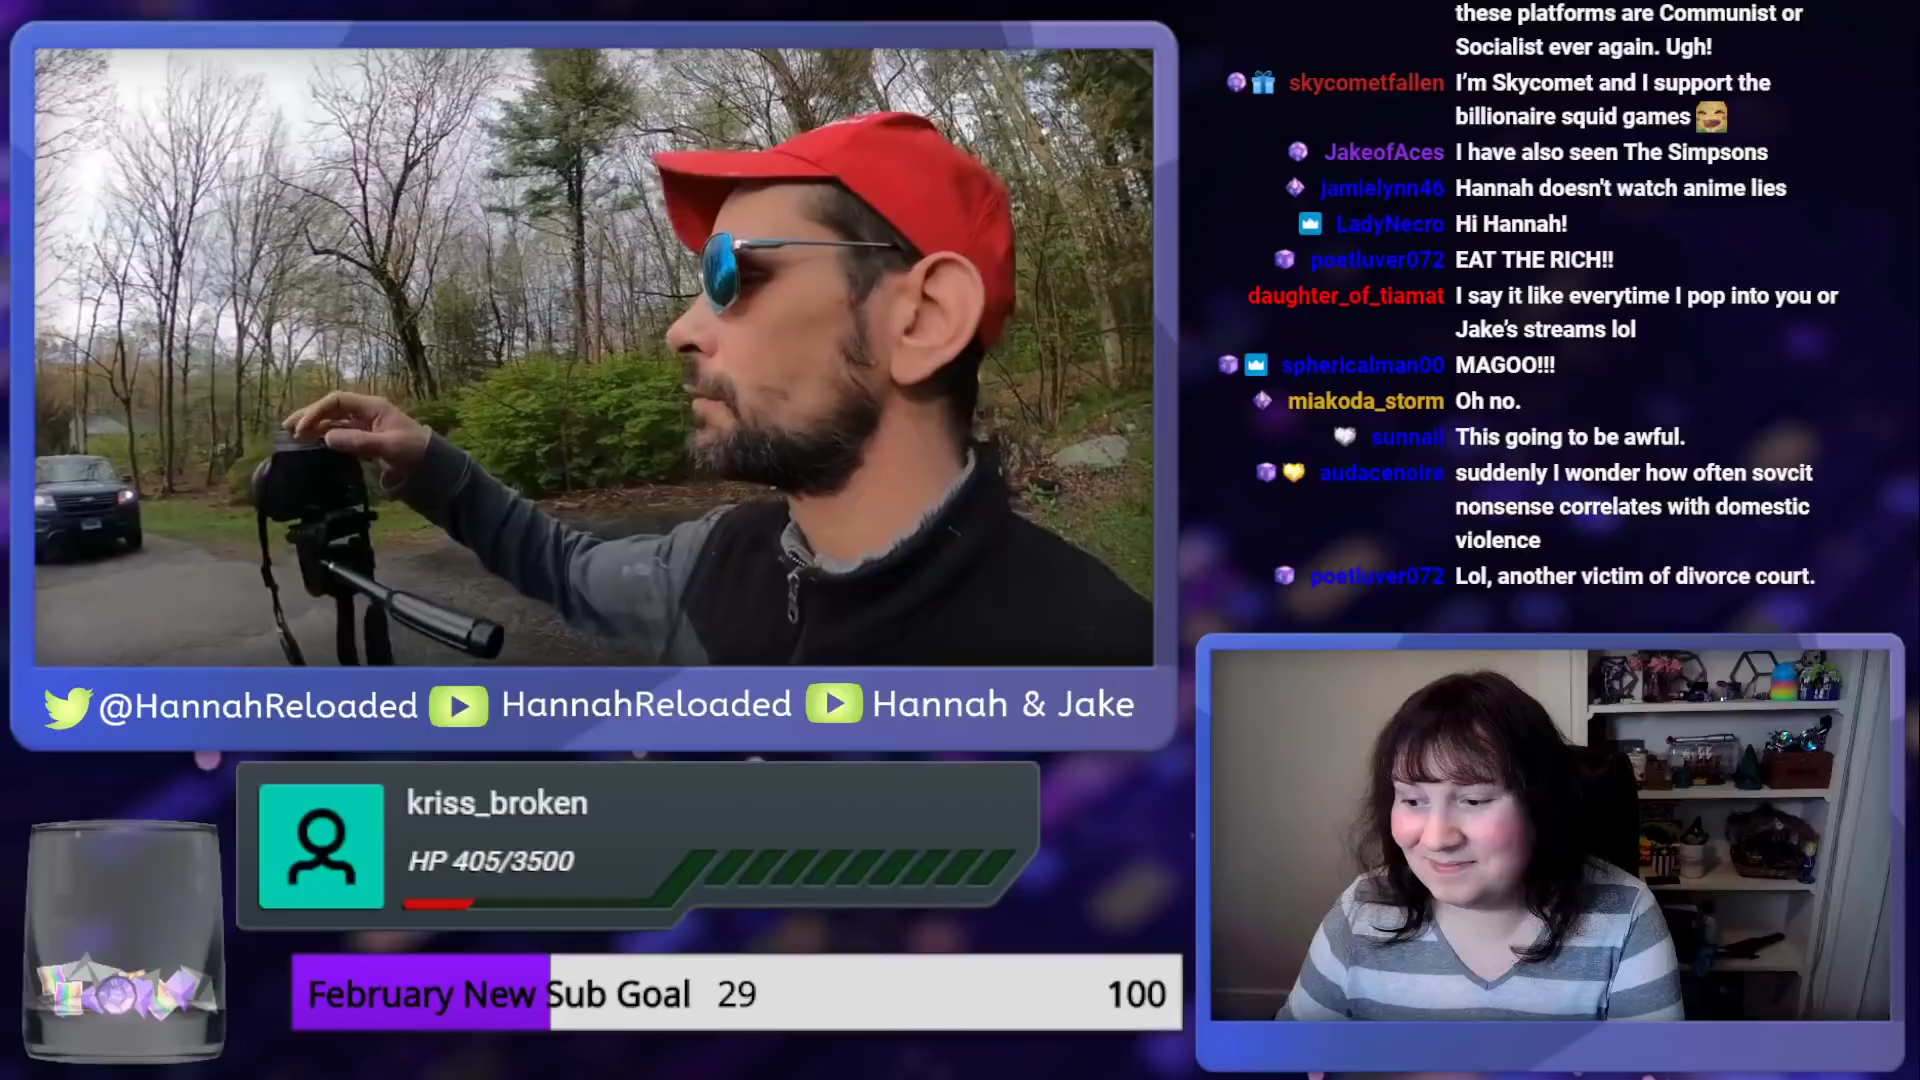 these platforms are Communist or
Socialist ever again. Ugh!
skycometfallen I'm Skycomet and I support the
billionaire squid games
JakeofAces I have also seen The Simpsons
jamielynn46 Hannah doesn't watch anime lies
LadyNecro Hi Hannah!
poetluver072 EAT THE RICH!!
daughter_of_tiamat I say it like everytime I pop into you or
Jake's streams lol
sphericalman00 MAGOO!!!
miakoda_storm Oh no.
sunnail This going to be awful.
audacenoire suddenly I wonder how often sovcit
nonsense correlates with domestic
violence
poetluver072 Lol, another victim of divorce court.
@HannahReloaded HannahReloaded Hannah & Jake
kriss_broken
HP 405/3500
February New Sub Goal 29 100